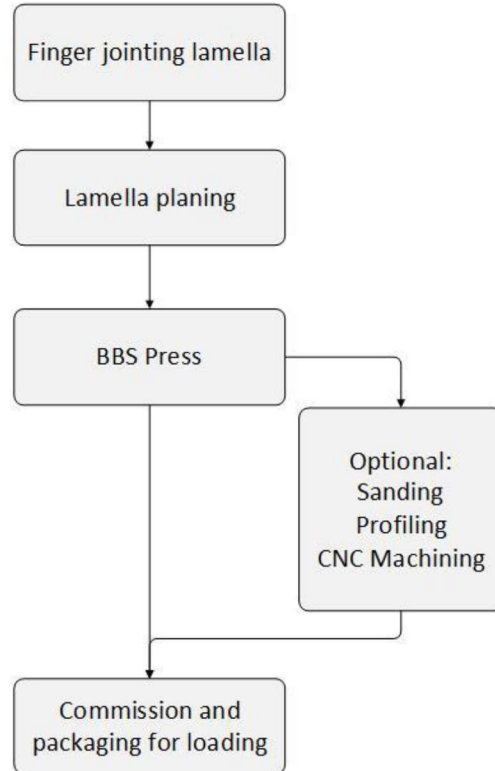 Finger jointing lamella
Lamella planing
BBS Press
Optional:
Sanding
Profiling
CNC Machining
Commission and
packaging for loading